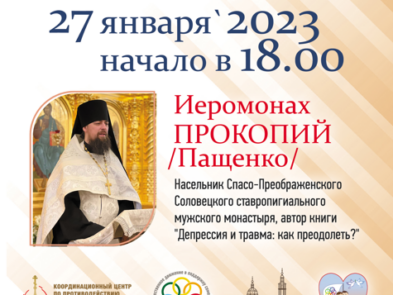 27 января` 2023
начало в 18.00
Иеромонах
ПРОКОПИЙ
/Пащенко/
Насельник Спасо-Преображенского
Соловецкого ставропигиального
мужского монастыря, автор книги
"Депрессия и травма: как преодолеть?"
КООРДИНАЦИОННЫЙ ЦЕНТР
ПО ПРОТИВОДЕЙСТВИЮ